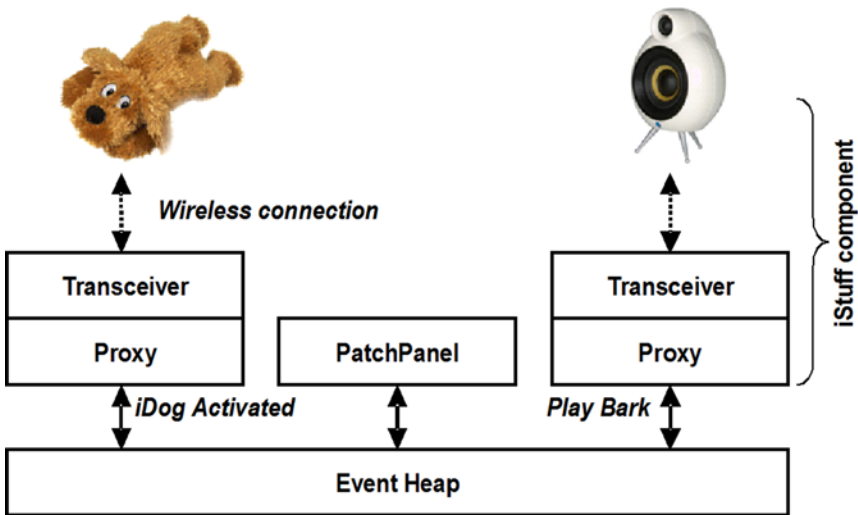 Wireless connection
Transceiver
Transceiver
Proxy
PatchPanel
Proxy
iDog Activated
Play Bark
Event Heap
iStuff component